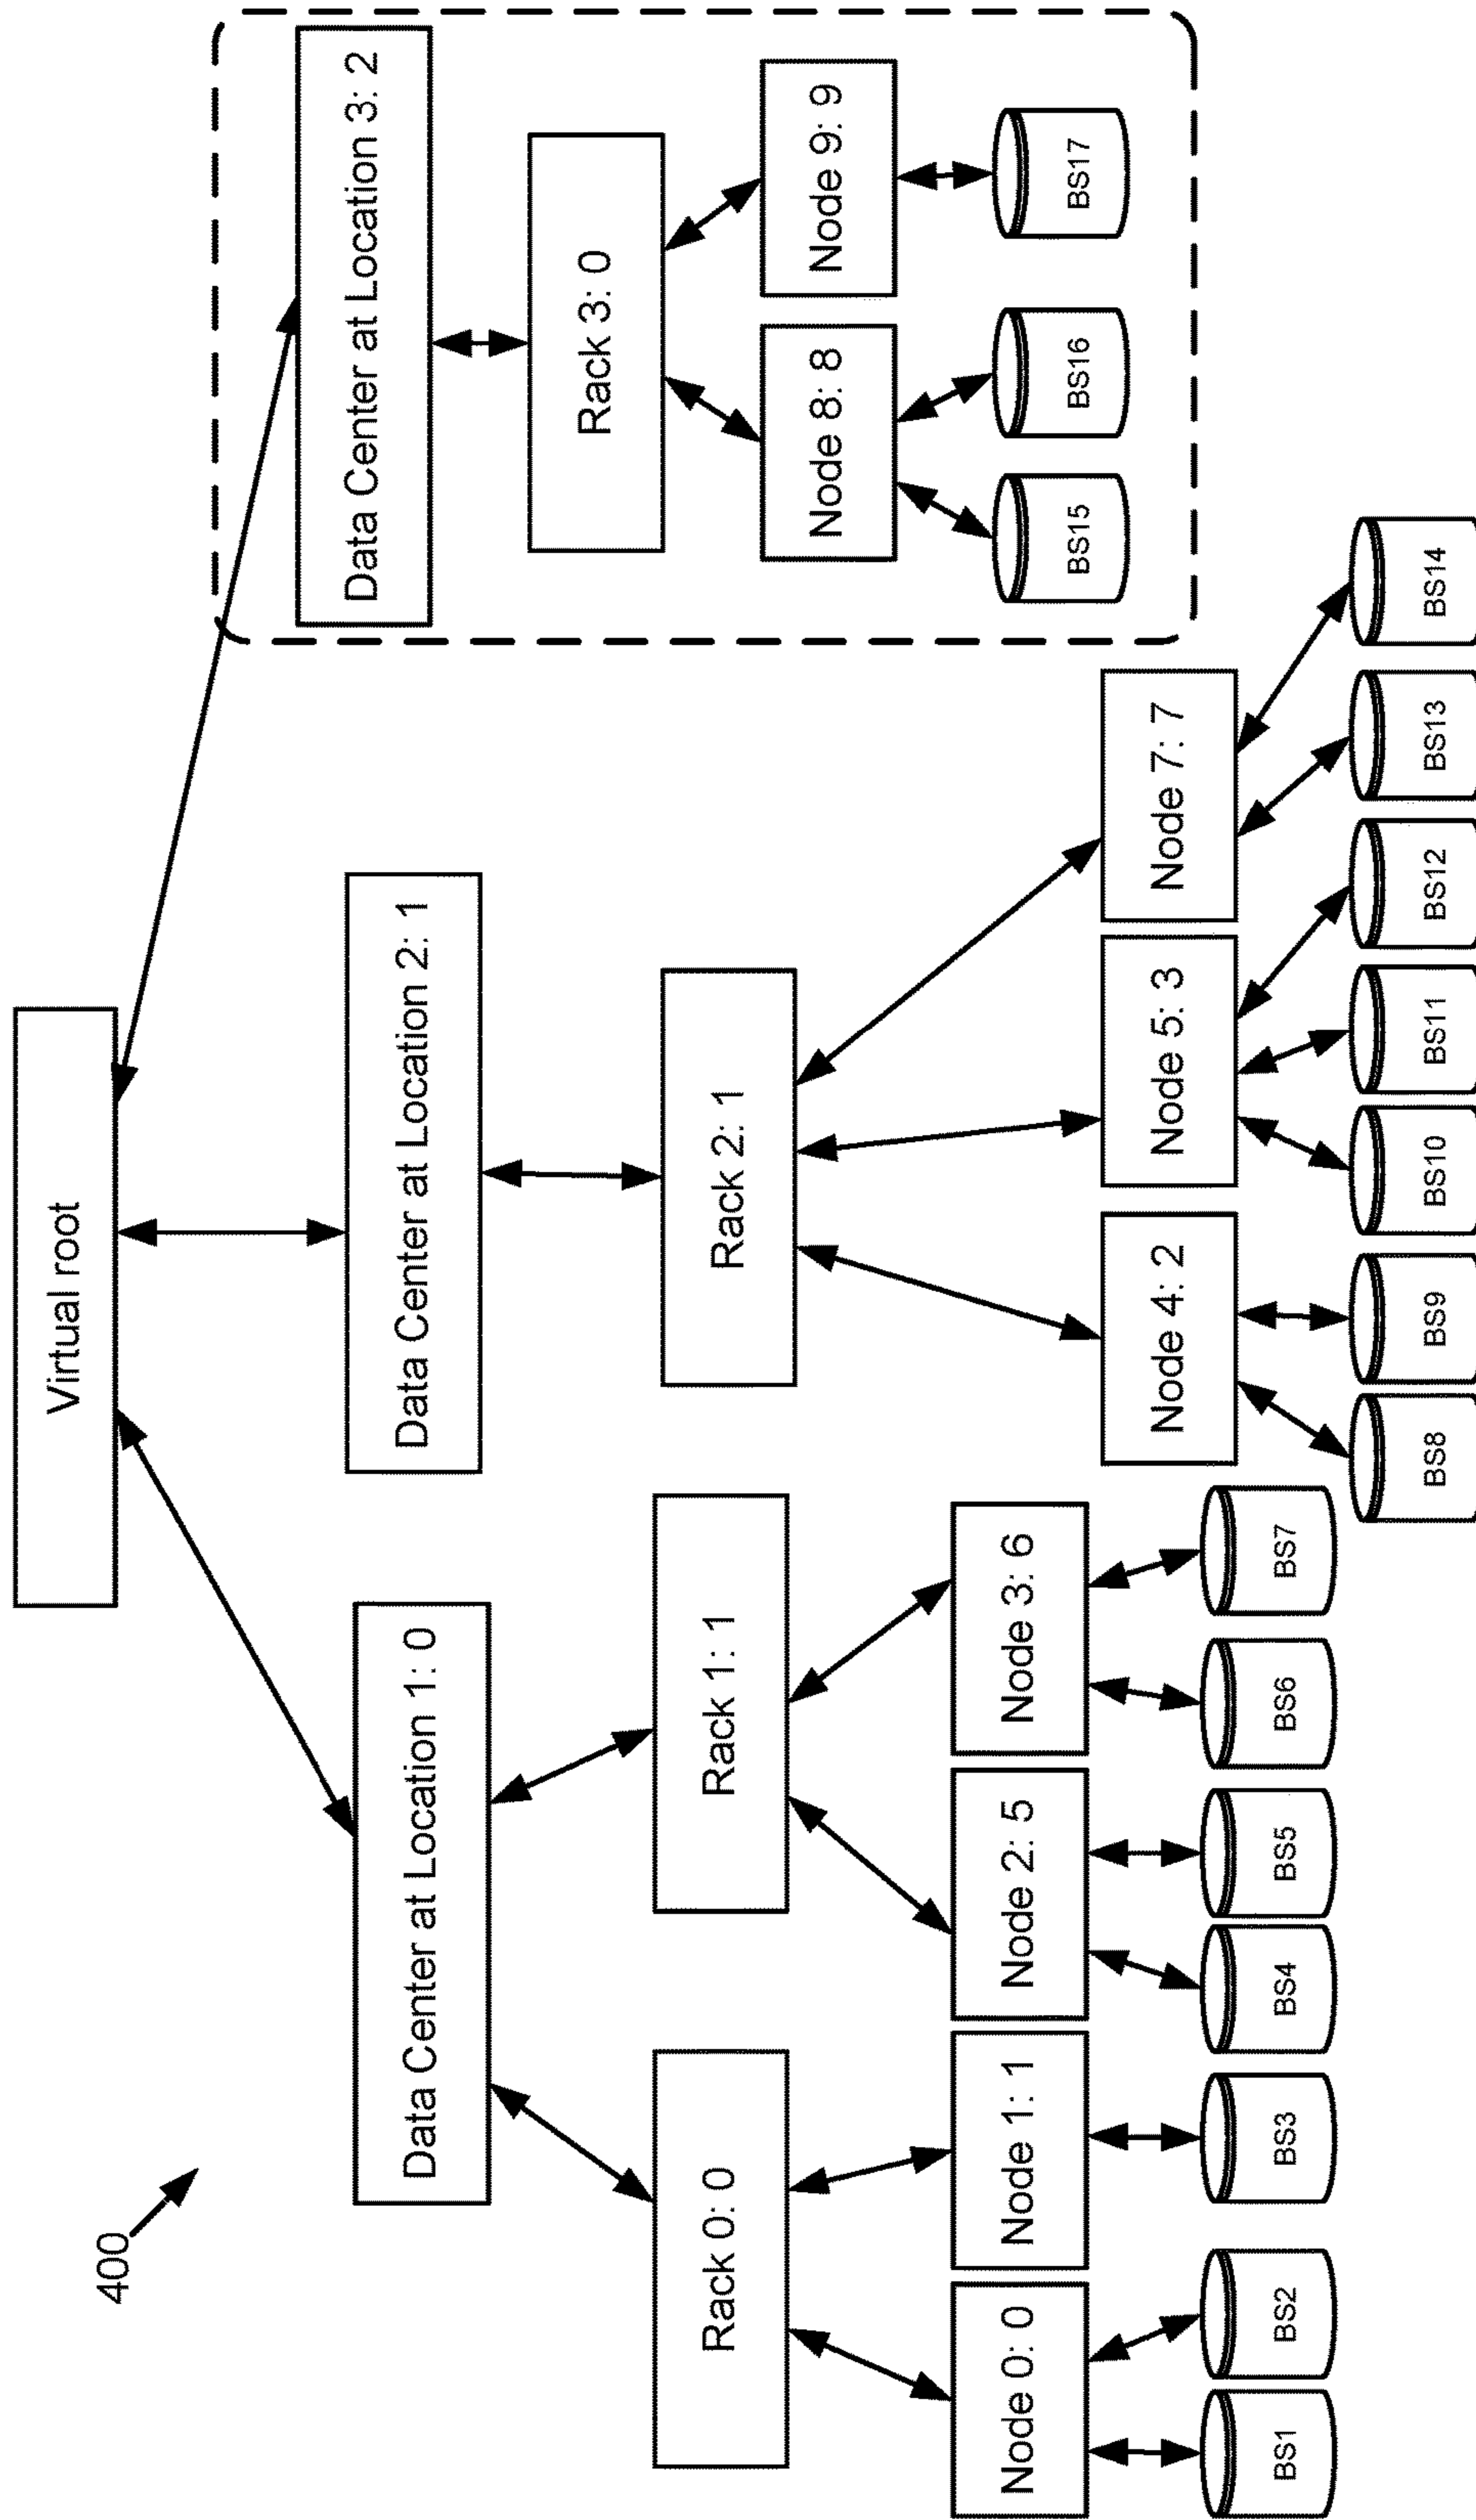 400
Virtual root
Data Center at Location 1: 0
Data Center at Location 2: 1
Data Center at Location 3: 2
Rack 0: 0
Rack 1: 1
Rack 2: 1
Rack 3: 0
Node 0: 0
Node 1: 1
Node 2: 5
Node 3: 6
Node 4: 2
Node 5: 3
Node 7: 7
Node 8: 8
Node 9: 9
BS1
BS2
BS3
BS4
BS5
BS6
BS7
BS8
BS9
BS10
BS11
BS12
BS13
BS14
BS15
BS16
BS17